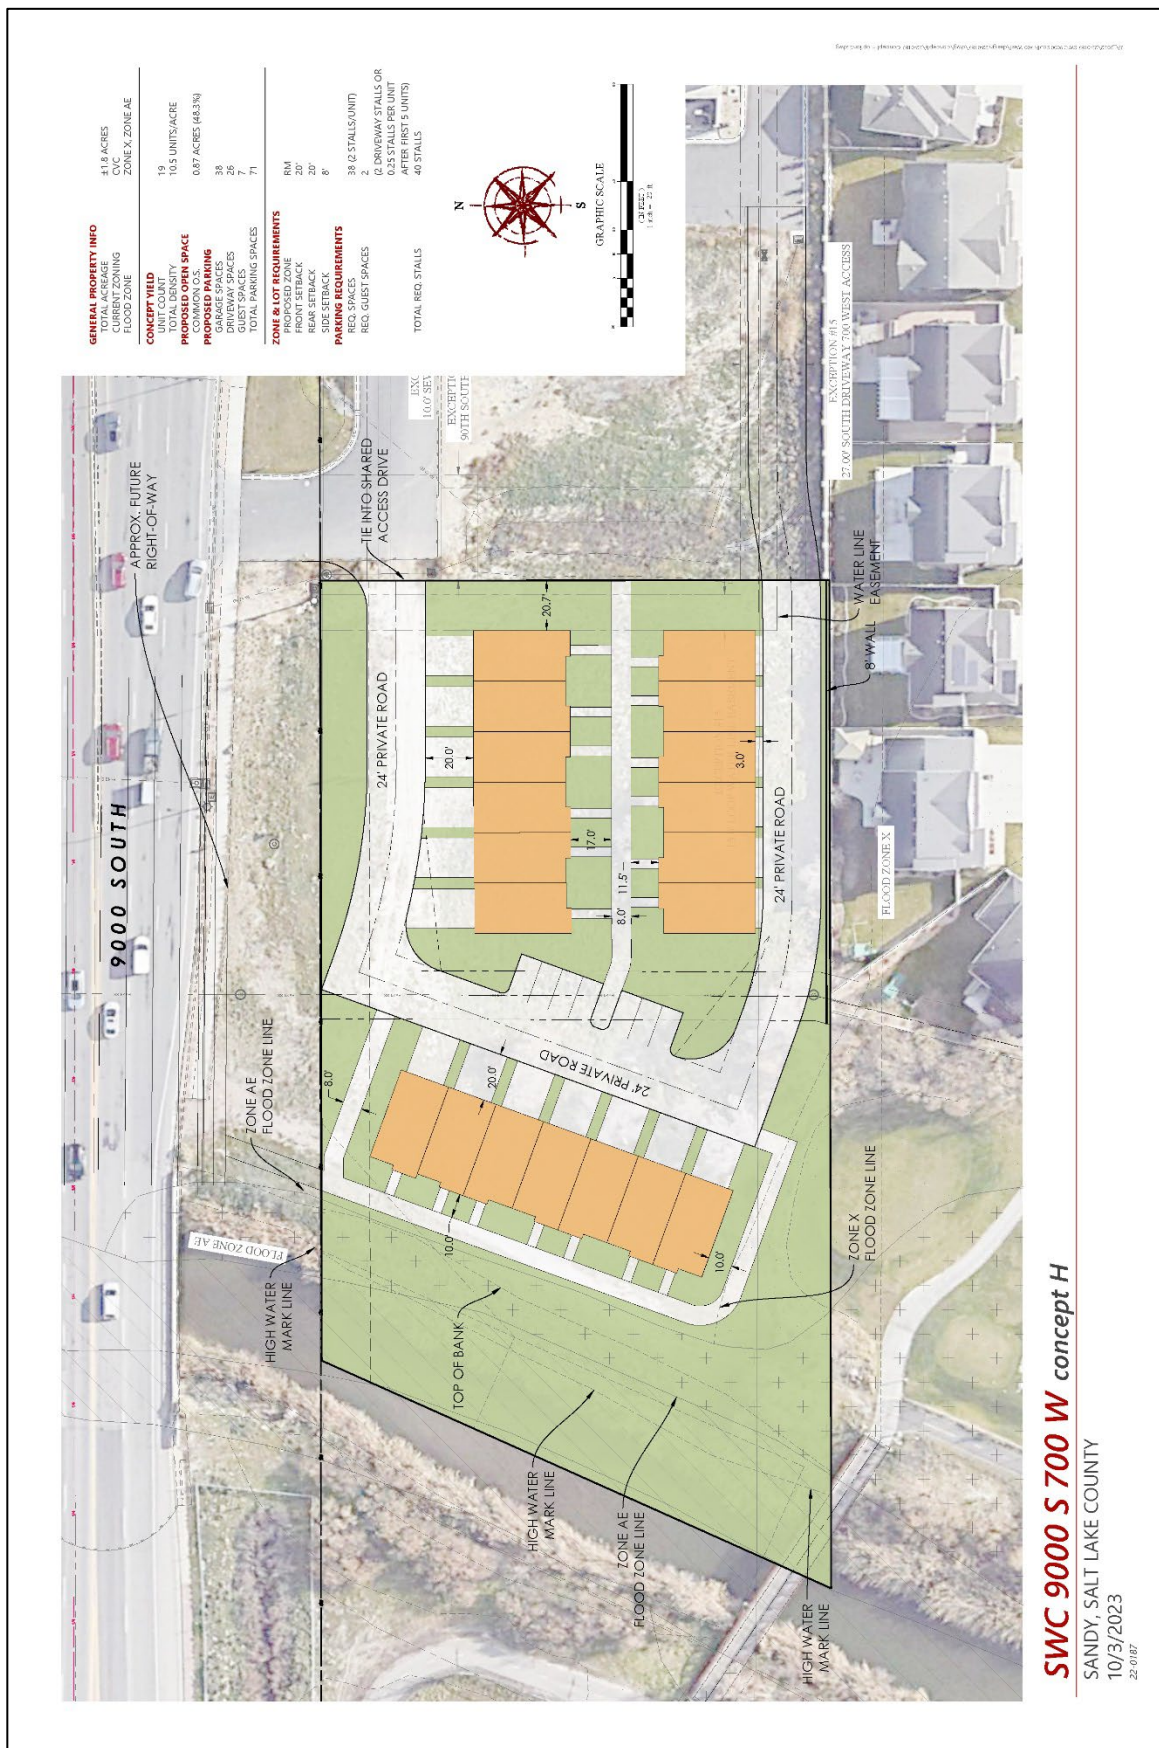 GENERAL PROPERTY INFO
TOTAL ACREAGE ±1.8 ACRES
CURRENT ZONING CVC
FLOOD ZONE ZONE X, ZONE AE
CONCEPT YIELD
UNIT COUNT 19
TOTAL DENSITY 10.5 UNITS/ACRE
PROPOSED OPEN SPACE
COMMON O.S. 0.87 ACRES (48.3%)
PROPOSED PARKING
GARAGE SPACES 38
DRIVEWAY SPACES 26
GUEST SPACES 7
TOTAL PARKING SPACES 71
ZONE & LOT REQUIREMENTS
PROPOSED ZONE RM
FRONT SETBACK 20'
REAR SETBACK 20'
SIDE SETBACK 8'
PARKING REQUIREMENTS
REQ. SPACES 38 (2 STALLS/UNIT)
REQ. GUEST SPACES 2
(2 DRIVEWAY STALLS OR
0.25 STALLS PER UNIT
AFTER FIRST 5 UNITS)
TOTAL REQ. STALLS 40 STALLS
N
S
GRAPHIC SCALE
9000 SOUTH
APPROX. FUTURE
RIGHT-OF-WAY
TIE INTO SHARED
ACCESS DRIVE
10.0' SEW
90TH SOUTH
EXCEPTION #15
27.00' SOUTH DRIVEWAY 700 WEST ACCESS
WATER LINE
EASEMENT
8' WALL
FLOOD ZONE X
24' PRIVATE ROAD
24' PRIVATE ROAD
24' PRIVATE ROAD
20.7'
20.0'
17.0'
3.0'
11.5'
8.0'
20.0'
8.0'
10.0'
10.0'
ZONE AE
FLOOD ZONE LINE
FLOOD ZONE AE
HIGH WATER
MARK LINE
TOP OF BANK
ZONE X
FLOOD ZONE LINE
HIGH WATER
MARK LINE
ZONE AE
FLOOD ZONE LINE
HIGH WATER
MARK LINE
SWC 9000 S 700 W concept H
SANDY, SALT LAKE COUNTY
10/3/2023
22-0187